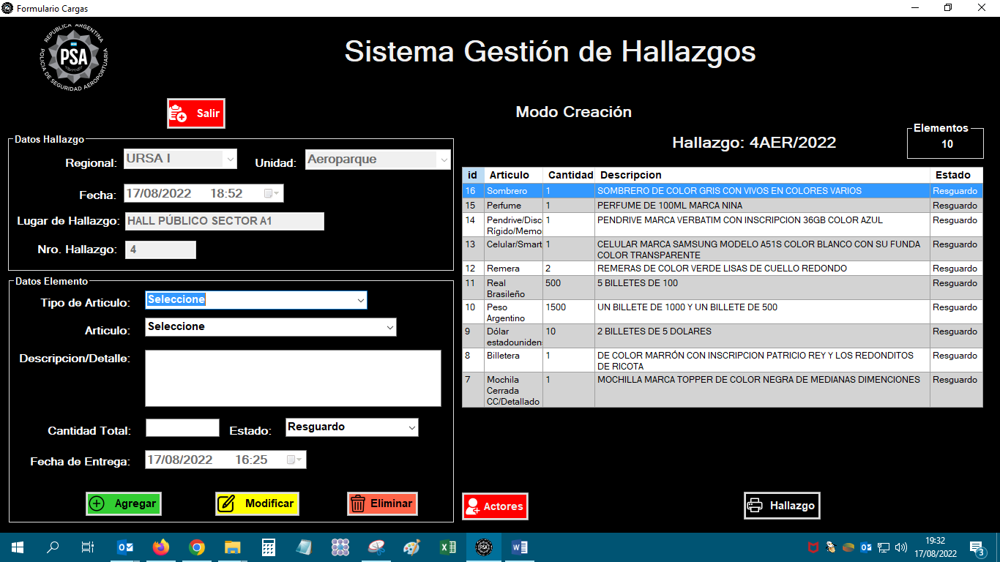 Formulario Cargas
REPUBLICA ARGENTINA
PSA
POLICIA DE SEGURIDAD AEROPORTUARIA
Sistema Gestión de Hallazgos
Salir
Modo Creación
Hallazgo: 4AER/2022
Elementos
10
Datos Hallazgo
Regional: URSA I Unidad: Aeroparque
Fecha: 17/08/2022 18:52
Lugar de Hallazgo: HALL PÚBLICO SECTOR A1
Nro. Hallazgo: 4
Datos Elemento
Tipo de Articulo: Seleccione
Articulo: Seleccione
Descripcion/Detalle:
Cantidad Total: Estado: Resguardo
Fecha de Entrega: 17/08/2022 16:25
Agregar Modificar Eliminar
id Articulo Cantidad Descripcion Estado
16 Sombrero 1 SOMBRERO DE COLOR GRIS CON VIVOS EN COLORES VARIOS Resguardo
15 Perfume 1 PERFUME DE 100ML MARCA NINA Resguardo
14 Pendrive/Disc 1 PENDRIVE MARCA VERBATIM CON INSCRIPCION 36GB COLOR AZUL Resguardo
Rígido/Memo
13 Celular/Smart 1 CELULAR MARCA SAMSUNG MODELO A51S COLOR BLANCO CON SU FUNDA Resguardo
COLOR TRANSPARENTE
12 Remera 2 REMERAS DE COLOR VERDE LISAS DE CUELLO REDONDO Resguardo
11 Real 500 5 BILLETES DE 100 Resguardo
Brasileño
10 Peso 1500 UN BILLETE DE 1000 Y UN BILLETE DE 500 Resguardo
Argentino
9 Dólar 10 2 BILLETES DE 5 DOLARES Resguardo
estadouniden
8 Billetera 1 DE COLOR MARRÓN CON INSCRIPCION PATRICIO REY Y LOS REDONDITOS Resguardo
DE RICOTA
7 Mochila 1 MOCHILLA MARCA TOPPER DE COLOR NEGRA DE MEDIANAS DIMENCIONES Resguardo
Cerrada
CC/Detallado
Actores
Hallazgo
19:32
17/08/2022
3